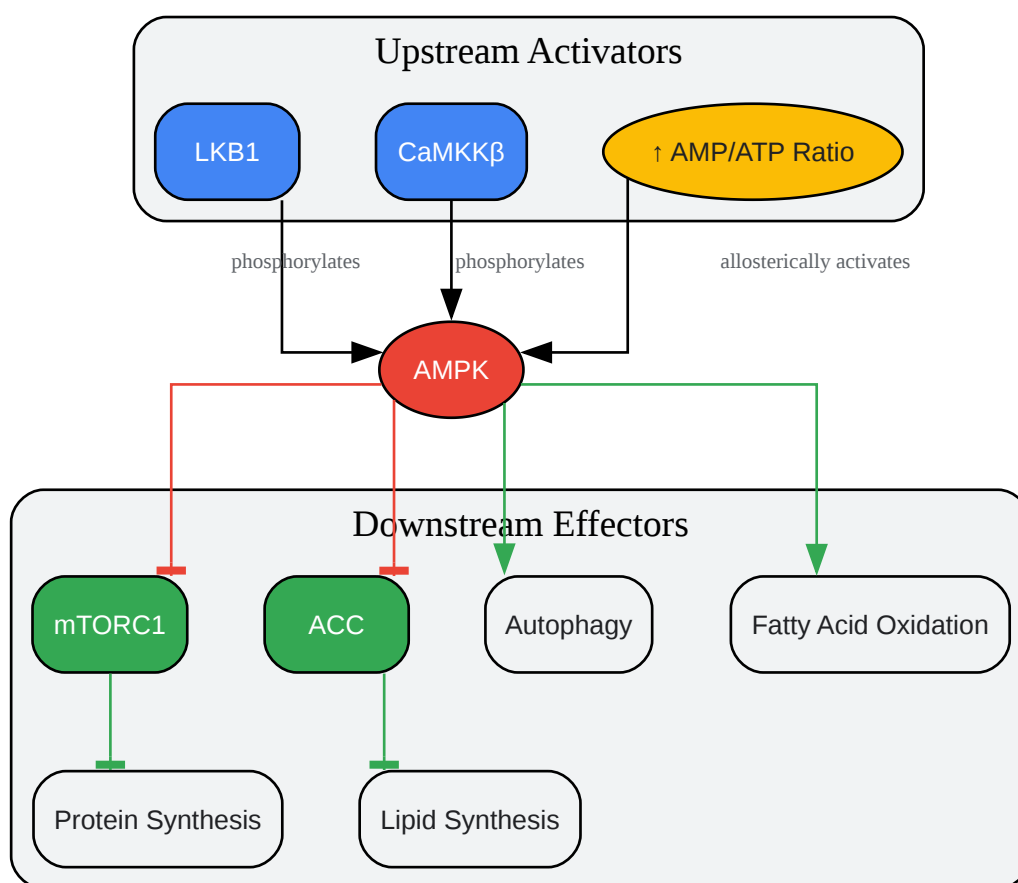 Upstream Activators
LKB1
CaMKKβ
↑ AMP/ATP Ratio
phosphorylates
phosphorylates
allosterically activates
AMPK
Downstream Effectors
mTORC1
ACC
Autophagy
Fatty Acid Oxidation
Protein Synthesis
Lipid Synthesis